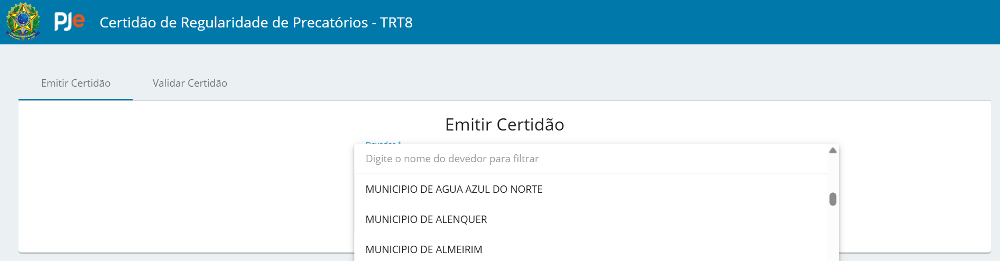 PJe Certidão de Regularidade de Precatórios - TRT8
Emitir Certidão Validar Certidão
Emitir Certidão
Devedor *
Digite o nome do devedor para filtrar
MUNICIPIO DE AGUA AZUL DO NORTE
MUNICIPIO DE ALENQUER
MUNICIPIO DE ALMEIRIM